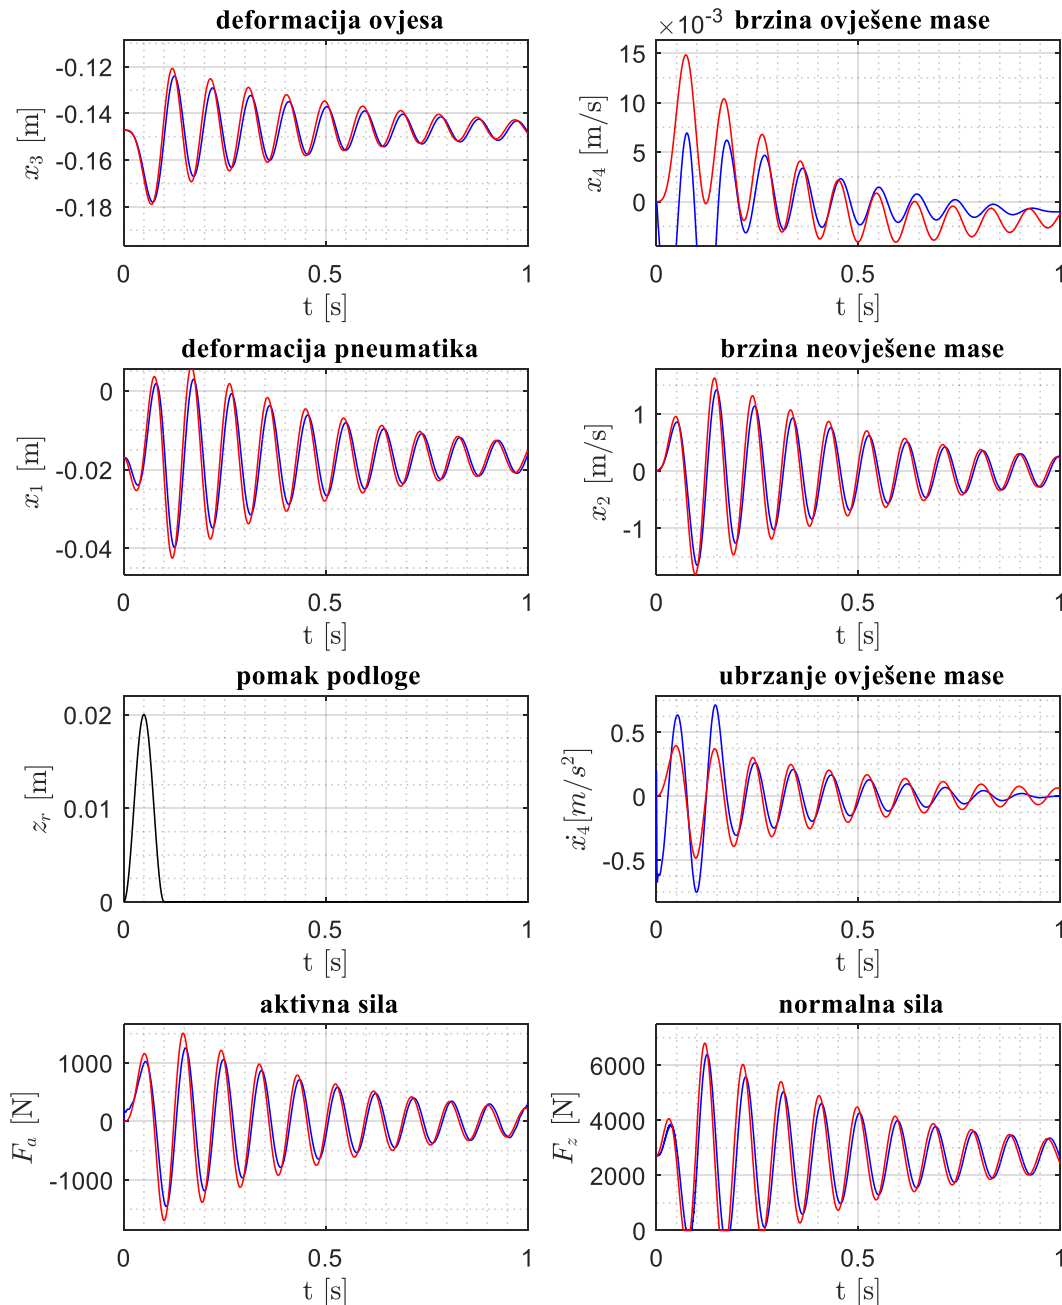 deformacija ovjesa
-0.12
-0.14
-0.16
-0.18
x₃ [m]
0 0.5 1
t [s]
×10⁻³ brzina ovješene mase
15
10
5
0
x₄ [m/s]
0 0.5 1
t [s]
deformacija pneumatika
0
-0.02
-0.04
x₁ [m]
0 0.5 1
t [s]
brzina neovješene mase
1
0
-1
x₂ [m/s]
0 0.5 1
t [s]
pomak podloge
0.02
0.01
0
z_r [m]
0 0.5 1
t [s]
ubrzanje ovješene mase
0.5
0
-0.5
ẋ₄[m/s²]
0 0.5 1
t [s]
aktivna sila
1000
0
-1000
F_a [N]
0 0.5 1
t [s]
normalna sila
6000
4000
2000
0
F_z [N]
0 0.5 1
t [s]